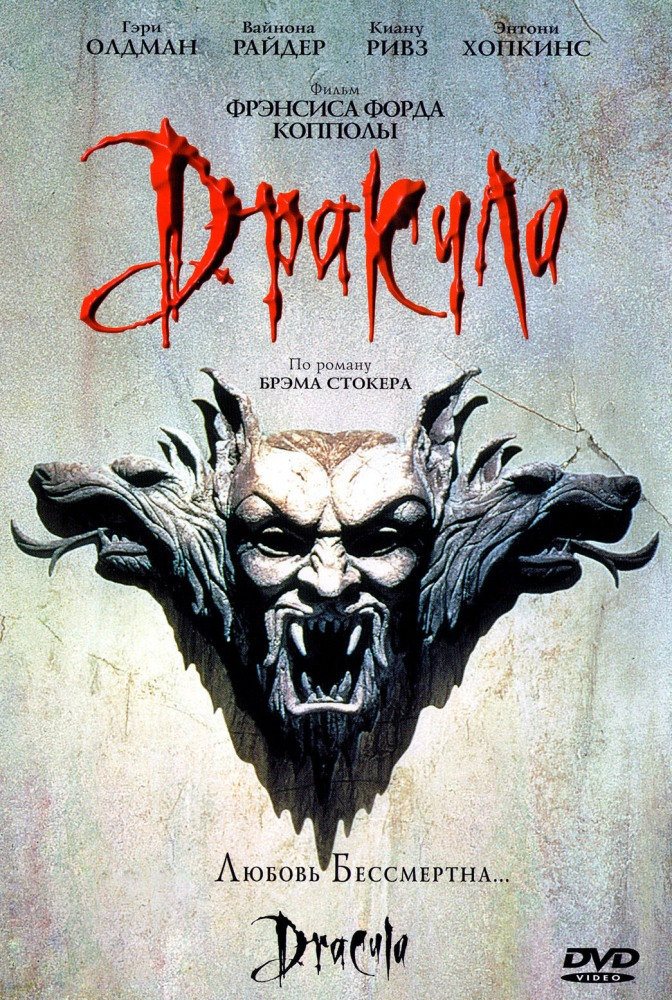 Гэри Вайнона Киану Энтони
ОЛДМАН РАЙДЕР РИВЗ ХОПКИНС
Фильм
ФРЭНСИСА ФОРДА
КОППОЛЫ
Дракула
По роману
БРЭМА СТОКЕРА
Любовь Бессмертна...
Dracula
DVD
VIDEO